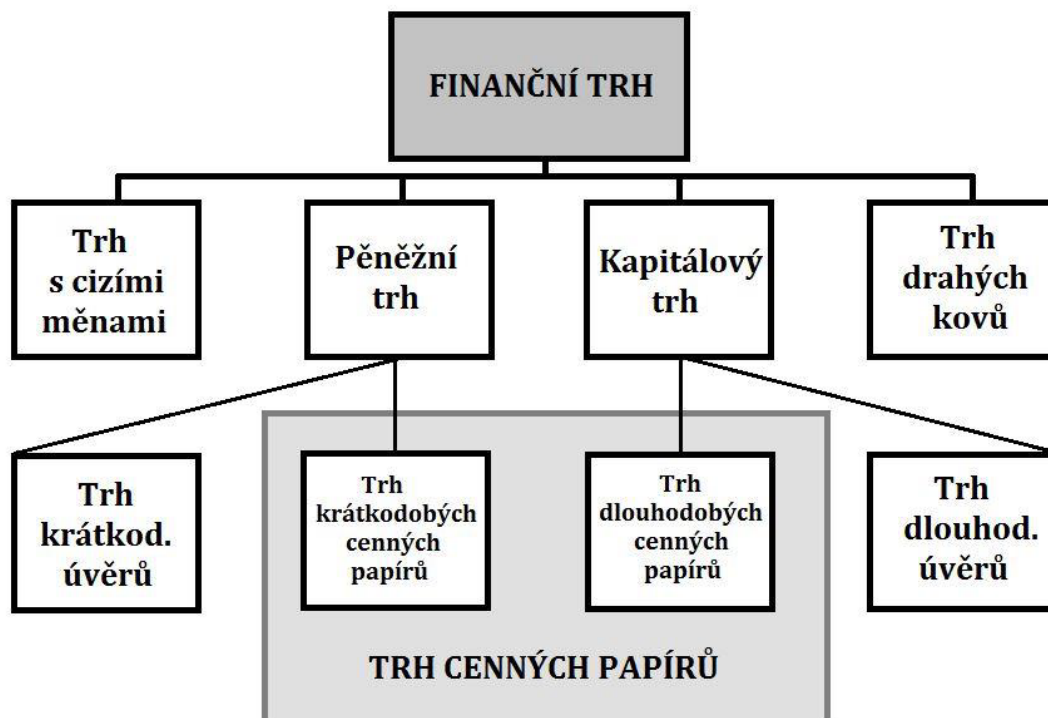 FINANČNÍ TRH
Trh
s cizími
měnami
Pěněžní
trh
Kapitálový
trh
Trh
drahých
kovů
Trh
krátkod.
úvěrů
Trh
krátkodobých
cenných
papírů
Trh
dlouhodobých
cenných
papírů
Trh
dlouhod.
úvěrů
TRH CENNÝCH PAPÍRŮ